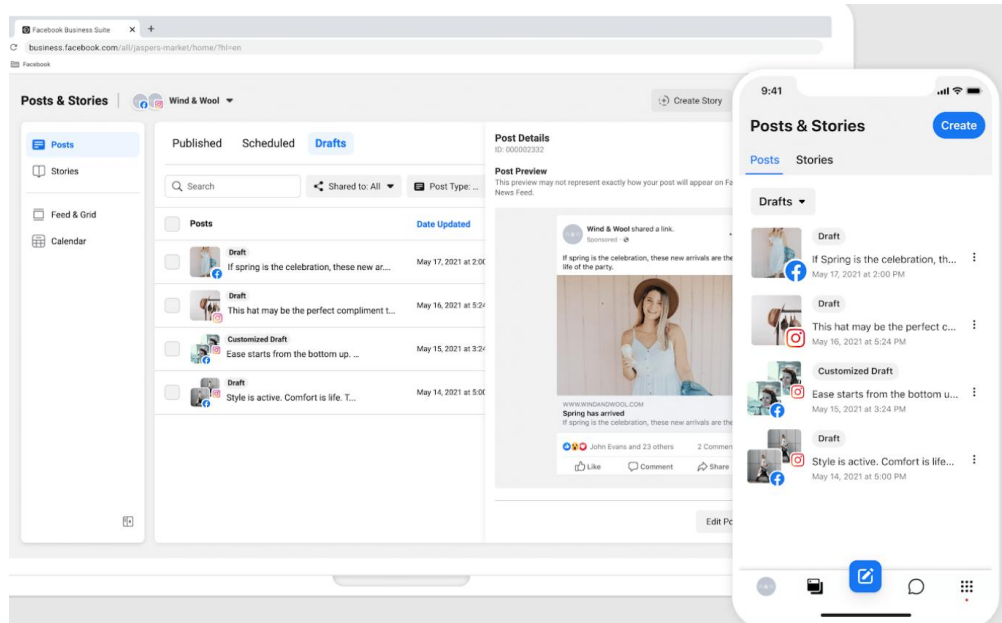 Facebook Business Suite
business.facebook.com/all/jaspers-market/home/?hl=en
Facebook
Posts & Stories
Wind & Wool
Create Story
Posts
Stories
Feed & Grid
Calendar
Published Scheduled Drafts
Search
Shared to: All
Post Type: ...
Posts
Date Updated
Draft
If spring is the celebration, these new ar....
May 17, 2021 at 2:00
Draft
This hat may be the perfect compliment t...
May 16, 2021 at 5:24
Customized Draft
Ease starts from the bottom up. ...
May 15, 2021 at 3:24
Draft
Style is active. Comfort is life. T...
May 14, 2021 at 5:00
Post Details
ID: 000002332
Post Preview
This preview may not represent exactly how your post will appear on Fa
News Feed.
Wind & Wool shared a link.
Sponsored
If spring is the celebration, these new arrivals are the
life of the party.
WWW.WINDANDWOOL.COM
Spring has arrived
If spring is the celebration, these new arrivals are the
John Evans and 23 others
2 Commen
Like
Comment
Share
Edit Po
9:41
Posts & Stories
Create
Posts Stories
Drafts
Draft
If Spring is the celebration, th...
May 17, 2021 at 2:00 PM
Draft
This hat may be the perfect c...
May 16, 2021 at 5:24 PM
Customized Draft
Ease starts from the bottom u...
May 15, 2021 at 3:24 PM
Draft
Style is active. Comfort is life...
May 14, 2021 at 5:00 PM